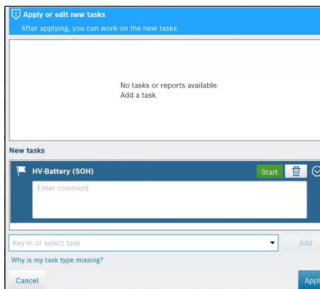 Apply or edit new tasks
After applying, you can work on the new tasks
No tasks or reports available.
Add a task.
New tasks
HV-Battery (SOH)
Start
Enter comment
Key-in or select task
Add
Why is my task type missing?
Cancel
Appl